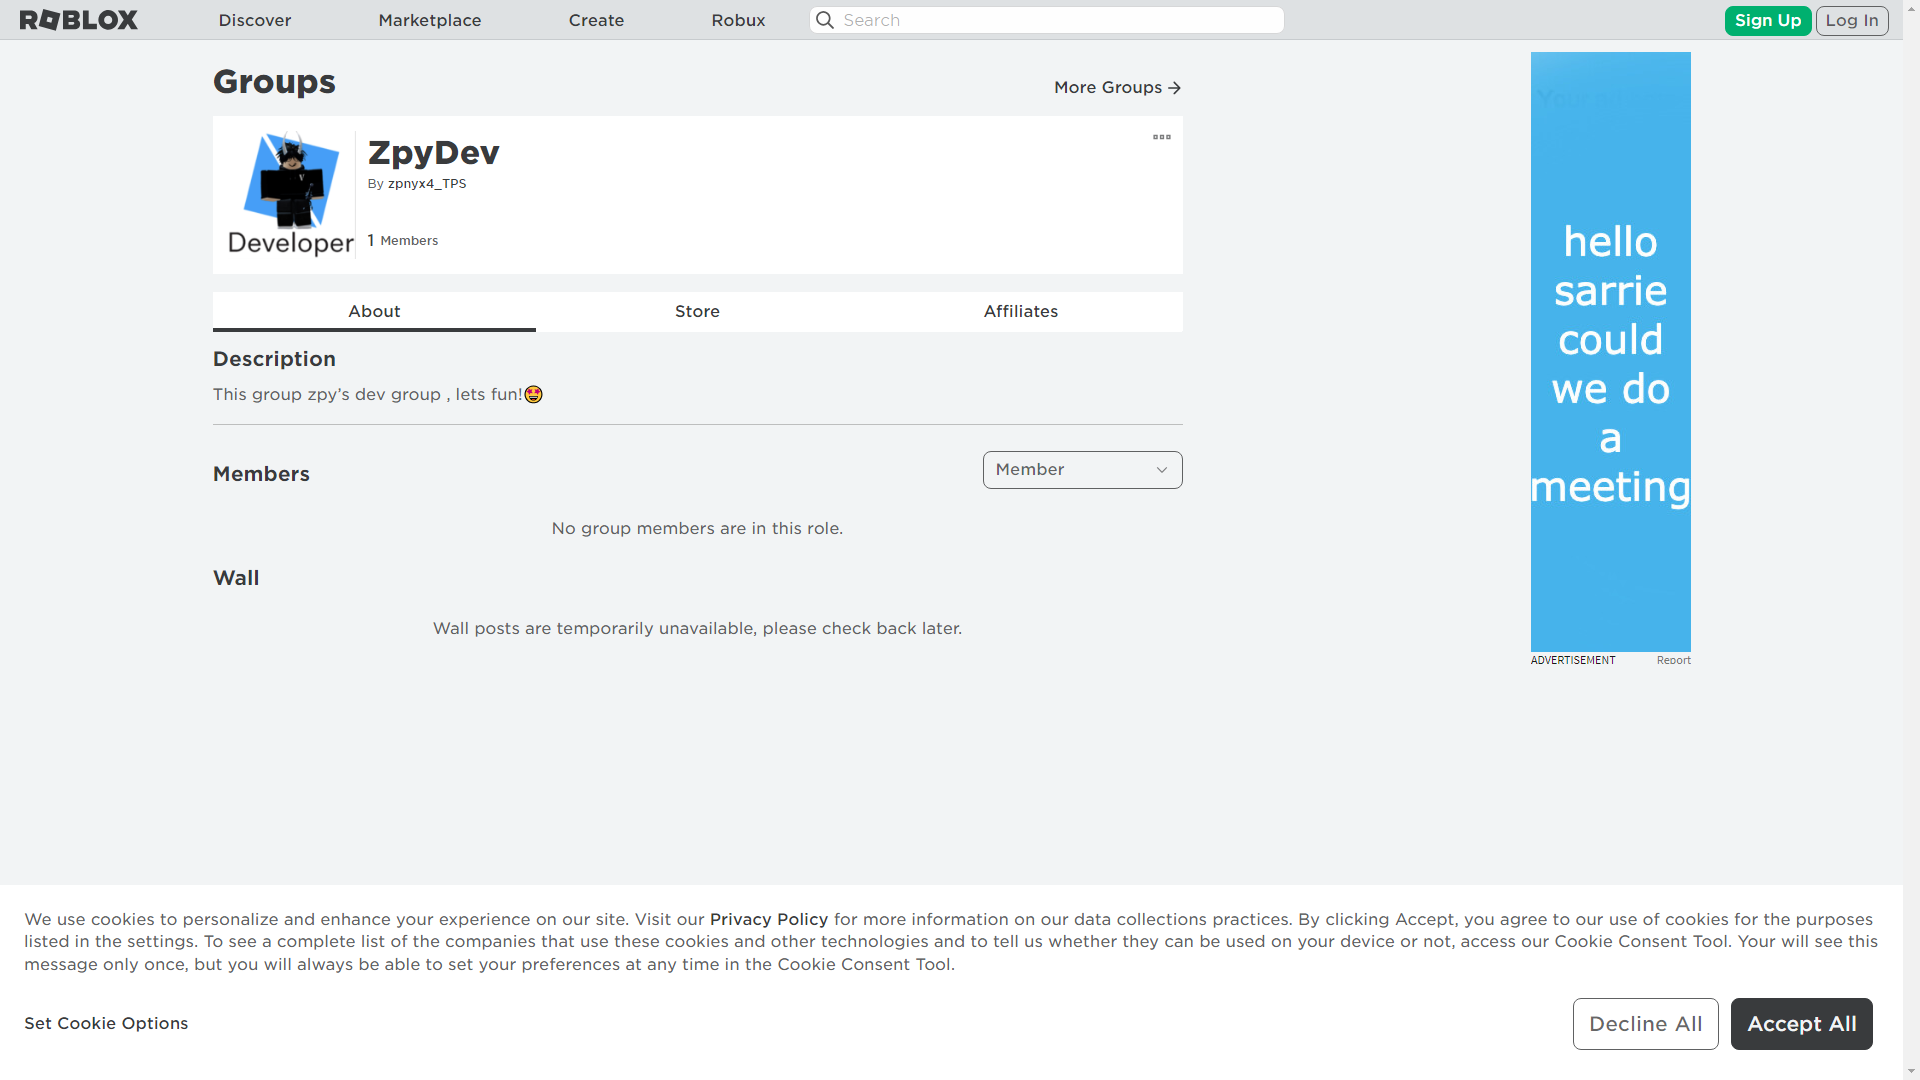 ROBLOX
Discover
Marketplace
Create
Robux
Search
Sign Up
Log In
Groups
More Groups
ZpyDev
By zpnyx4_TPS
1 Members
Developer
About
Store
Affiliates
Description
This group zpy’s dev group , lets fun!🤩
Members
Member
No group members are in this role.
Wall
Wall posts are temporarily unavailable, please check back later.
hello
sarrie
could
we do
a
meeting
ADVERTISEMENT
Report
We use cookies to personalize and enhance your experience on our site. Visit our Privacy Policy for more information on our data collections practices. By clicking Accept, you agree to our use of cookies for the purposes
listed in the settings. To see a complete list of the companies that use these cookies and other technologies and to tell us whether they can be used on your device or not, access our Cookie Consent Tool. Your will see this
message only once, but you will always be able to set your preferences at any time in the Cookie Consent Tool.
Set Cookie Options
Decline All
Accept All